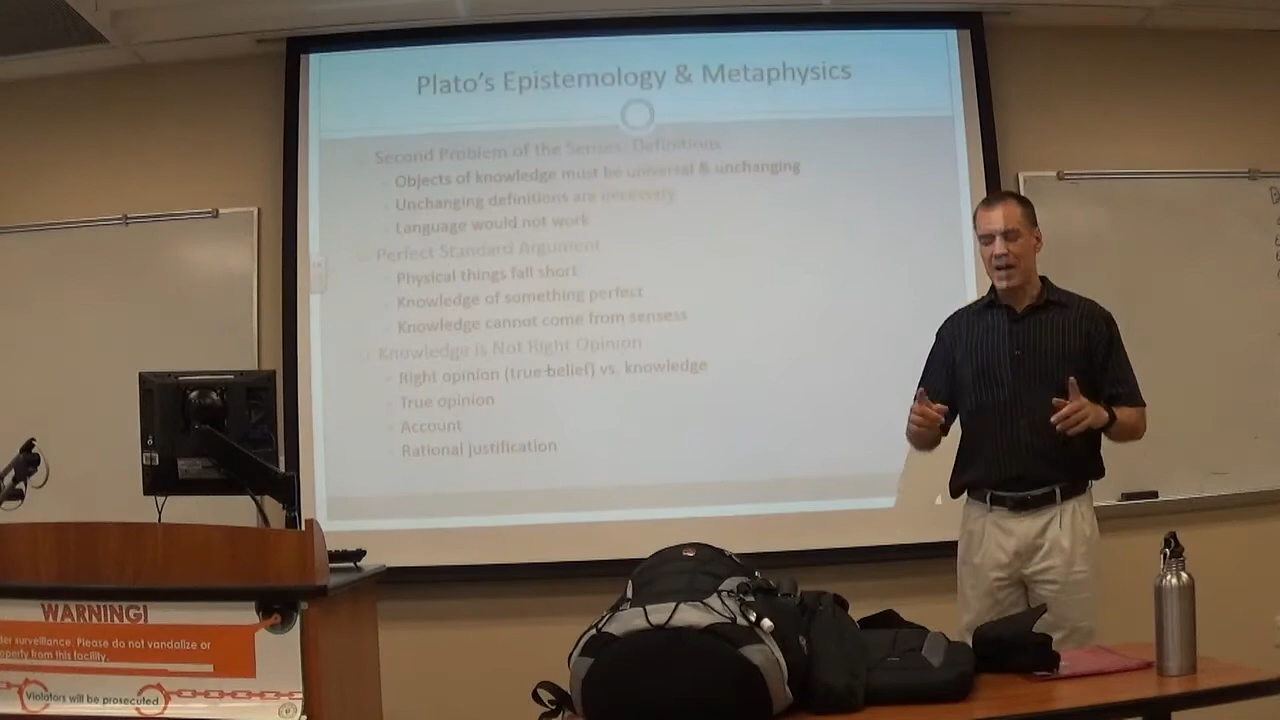 Plato's Epistemology & Metaphysics
Second Problem of the Senses: Definitions
Objects of knowledge must be universal & unchanging
Unchanging definitions are necessary
Language would not work
Perfect Standard Argument
Physical things fall short
Knowledge of something perfect
Knowledge cannot come from sensess
Knowledge is Not Right Opinion
Right opinion (true belief) vs. knowledge
True opinion
Account
Rational justification
WARNING!
surveillance. Please do not vandalize or
from this facility.
Violators will be prosecuted